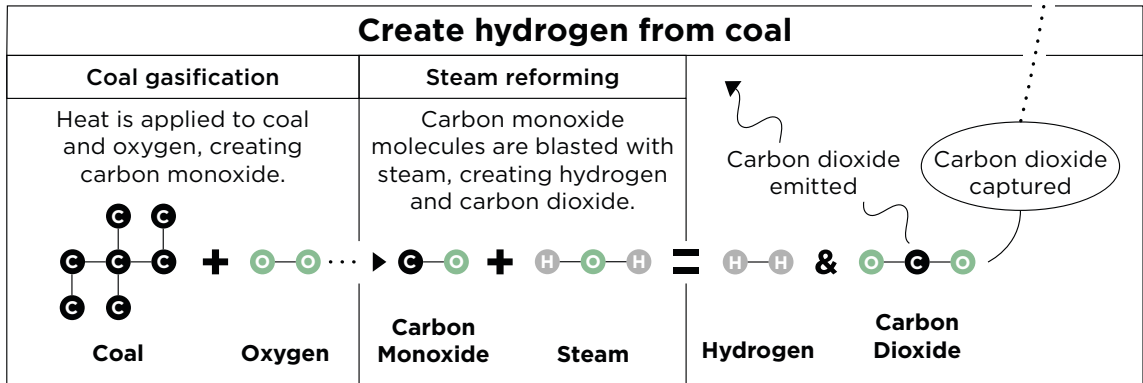 Create hydrogen from coal
Coal gasification
Heat is applied to coal
and oxygen, creating
carbon monoxide.
C C
C C C + O O
C C
Coal
Oxygen
Steam reforming
Carbon monoxide
molecules are blasted with
steam, creating hydrogen
and carbon dioxide.
C O + H O H =
Carbon
Monoxide
Steam
Carbon dioxide
emitted
Carbon dioxide
captured
H H & O C O
Hydrogen
Carbon
Dioxide